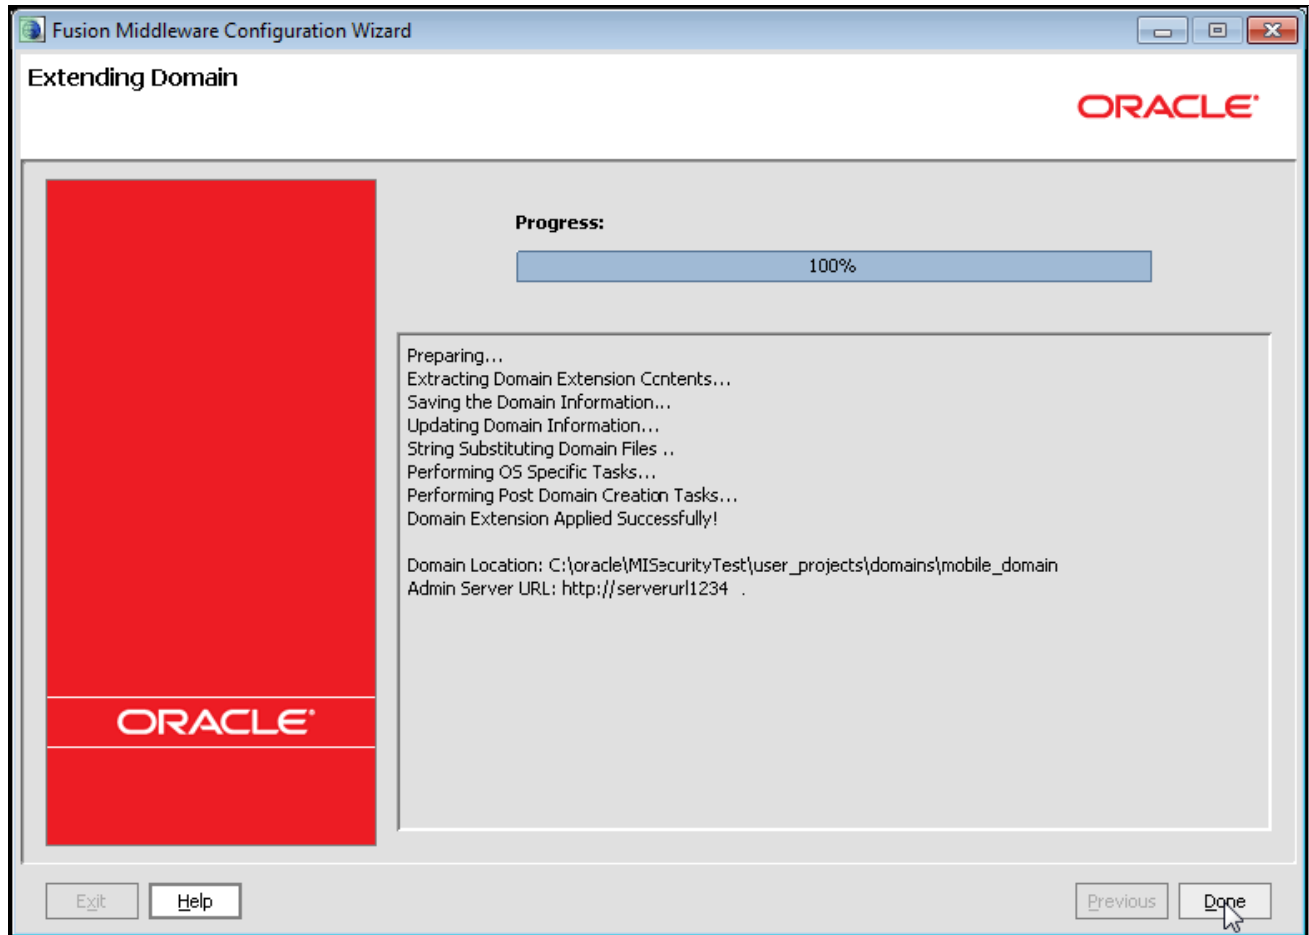 Fusion Middleware Configuration Wizard
Extending Domain
ORACLE
Progress:
100%
Preparing...
Extracting Domain Extension Contents...
Saving the Domain Information...
Updating Domain Information...
String Substituting Domain Files ..
Performing OS Specific Tasks...
Performing Post Domain Creation Tasks...
Domain Extension Applied Successfully!
Domain Location: C:\oracle\MISecurityTest\user_projects\domains\mobile_domain
Admin Server URL: http://serverurl1234 .
ORACLE
Exit Help Previous Done